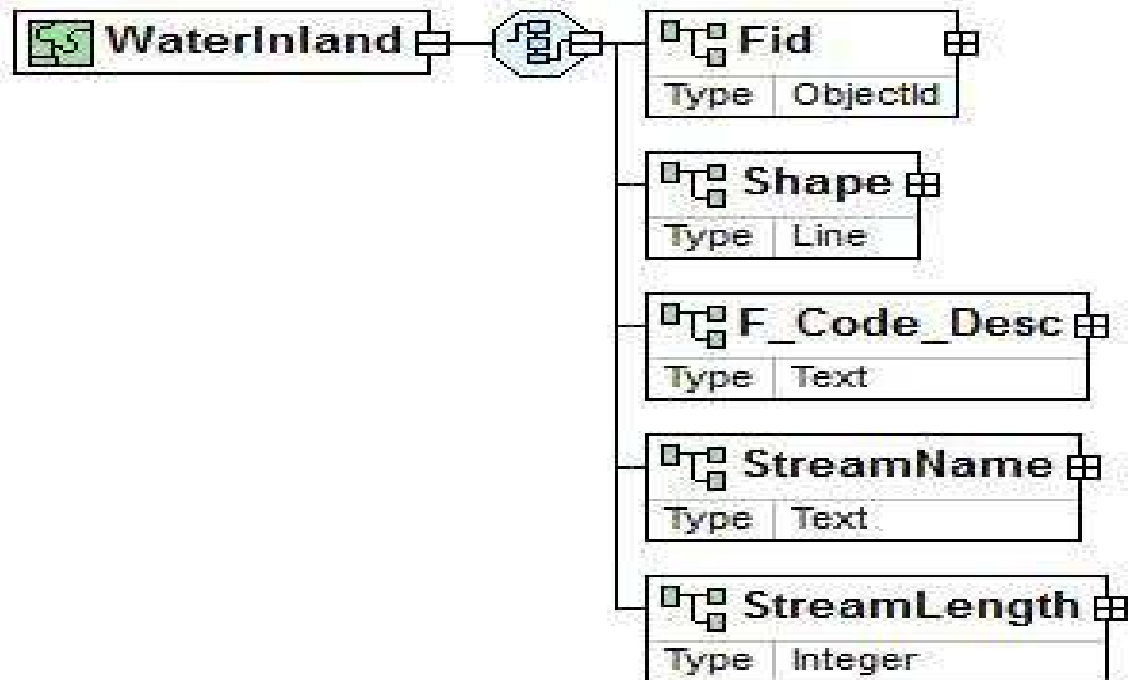 WaterInland
Fid
Type ObjectId
Shape
Type Line
F_Code_Desc
Type Text
StreamName
Type Text
StreamLength
Type Integer